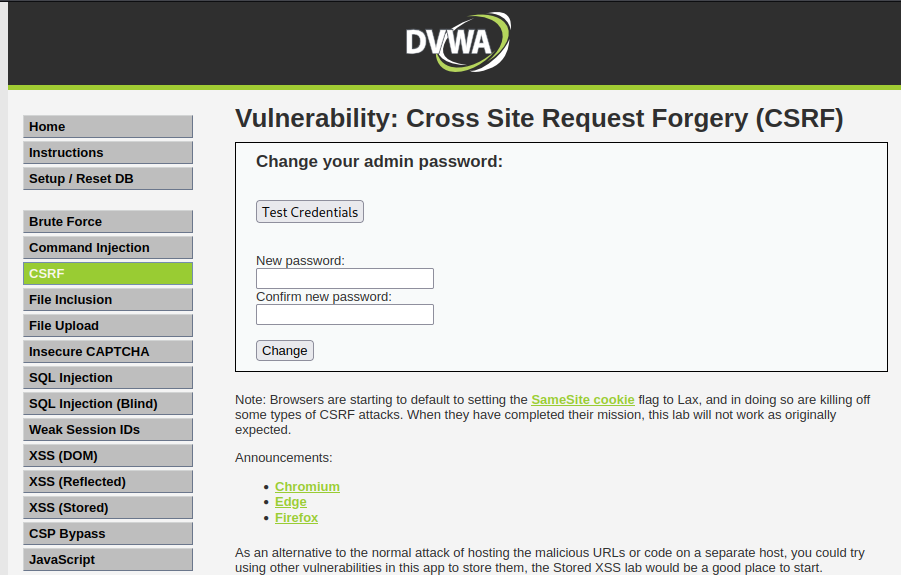 DVWA
Home
Instructions
Setup / Reset DB
Brute Force
Command Injection
CSRF
File Inclusion
File Upload
Insecure CAPTCHA
SQL Injection
SQL Injection (Blind)
Weak Session IDs
XSS (DOM)
XSS (Reflected)
XSS (Stored)
CSP Bypass
JavaScript
Vulnerability: Cross Site Request Forgery (CSRF)
Change your admin password:
Test Credentials
New password:
Confirm new password:
Change
Note: Browsers are starting to default to setting the SameSite cookie flag to Lax, and in doing so are killing off
some types of CSRF attacks. When they have completed their mission, this lab will not work as originally
expected.
Announcements:
• Chromium
• Edge
• Firefox
As an alternative to the normal attack of hosting the malicious URLs or code on a separate host, you could try
using other vulnerabilities in this app to store them, the Stored XSS lab would be a good place to start.